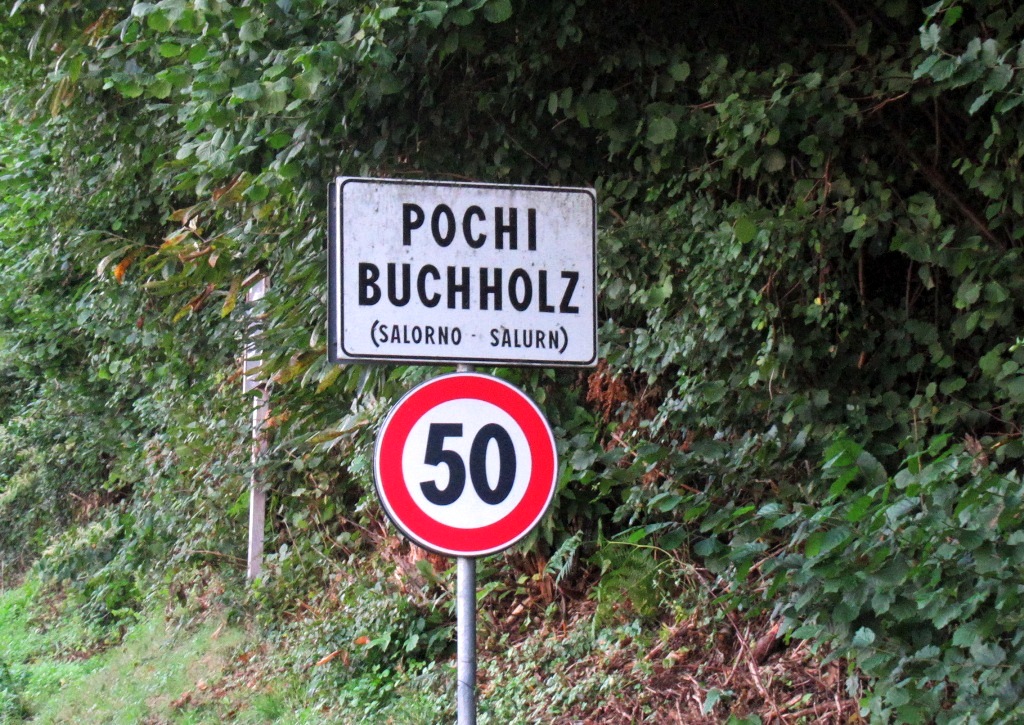 POCHI
BUCHHOLZ
(SALORNO - SALURN)
50